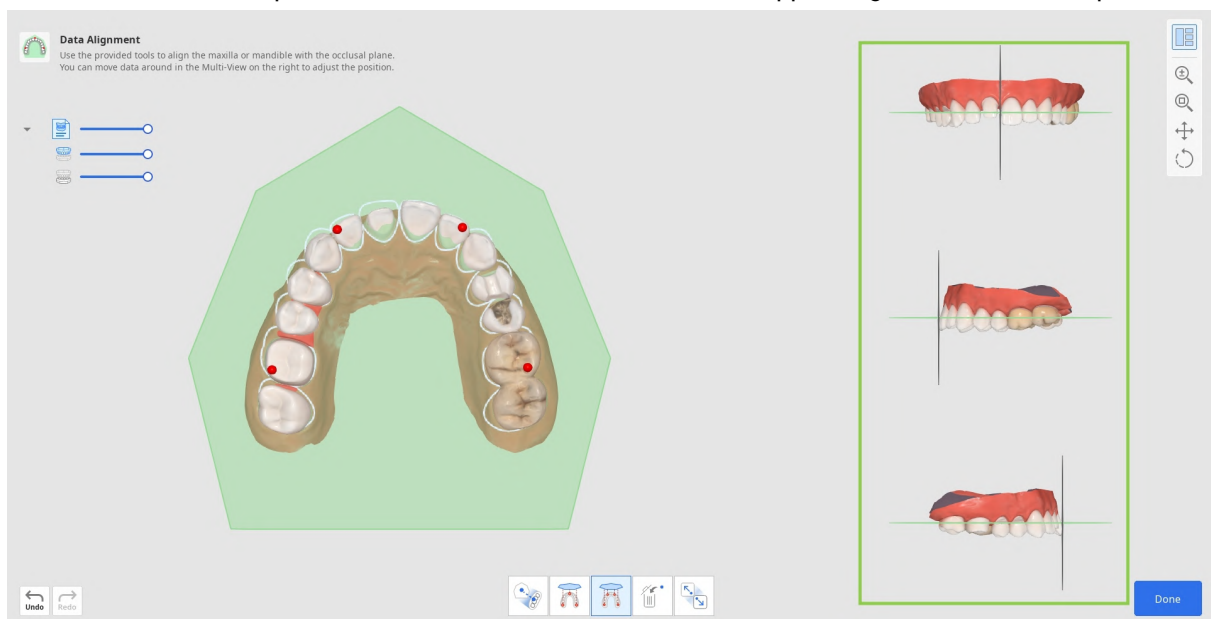 Data Alignment
Use the provided tools to align the maxilla or mandible with the occlusal plane.
You can move data around in the Multi-View on the right to adjust the position.
Undo
Redo
Done